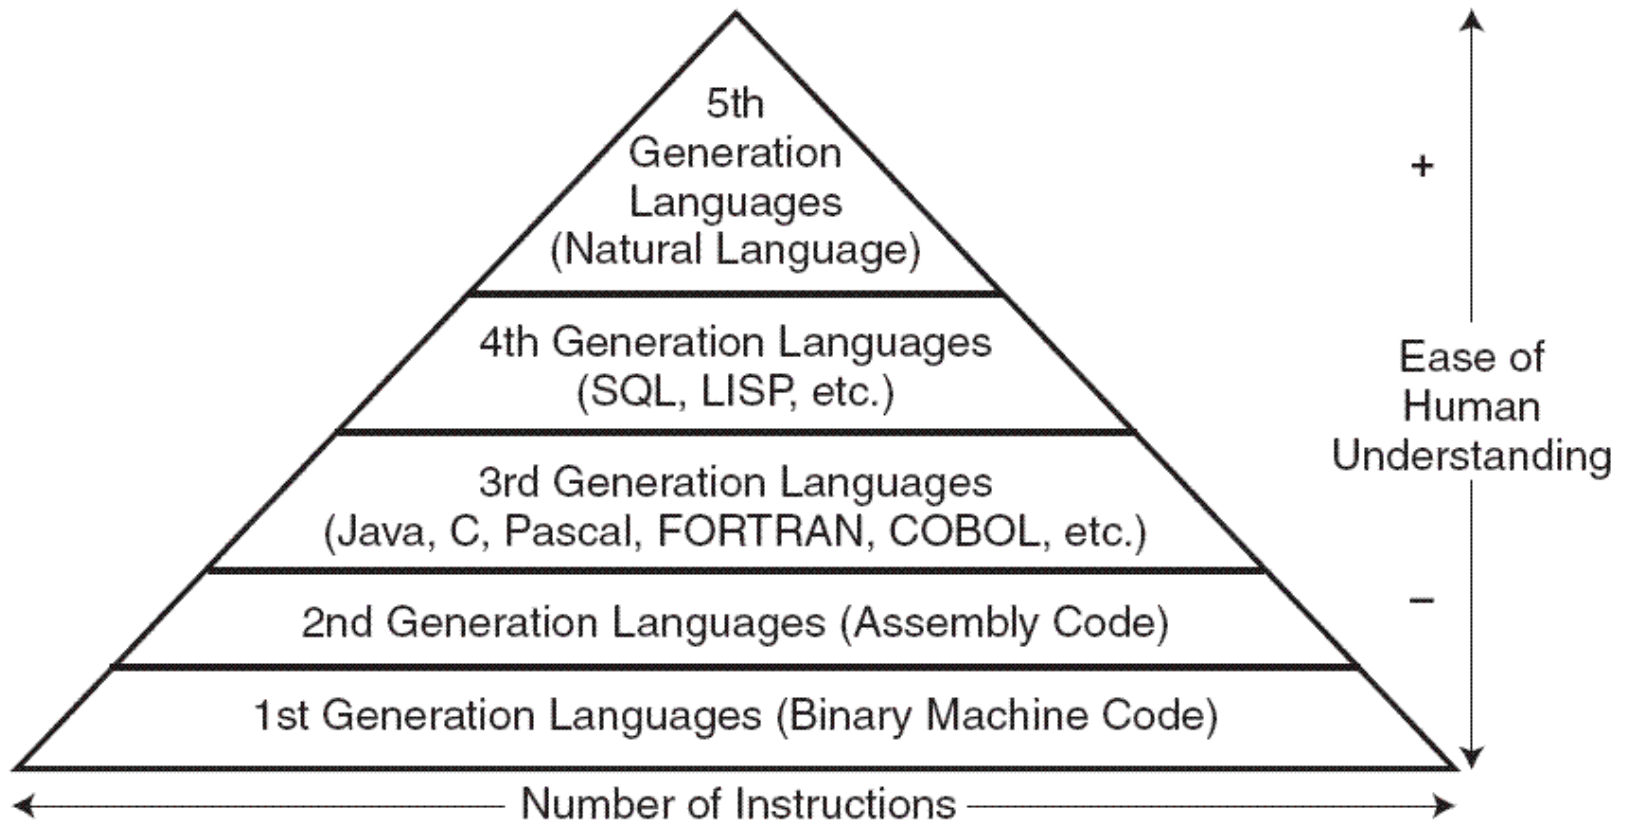 5th
Generation
Languages
(Natural Language)
4th Generation Languages
(SQL, LISP, etc.)
3rd Generation Languages
(Java, C, Pascal, FORTRAN, COBOL, etc.)
2nd Generation Languages (Assembly Code)
1st Generation Languages (Binary Machine Code)
Number of Instructions
+
Ease of
Human
Understanding
–